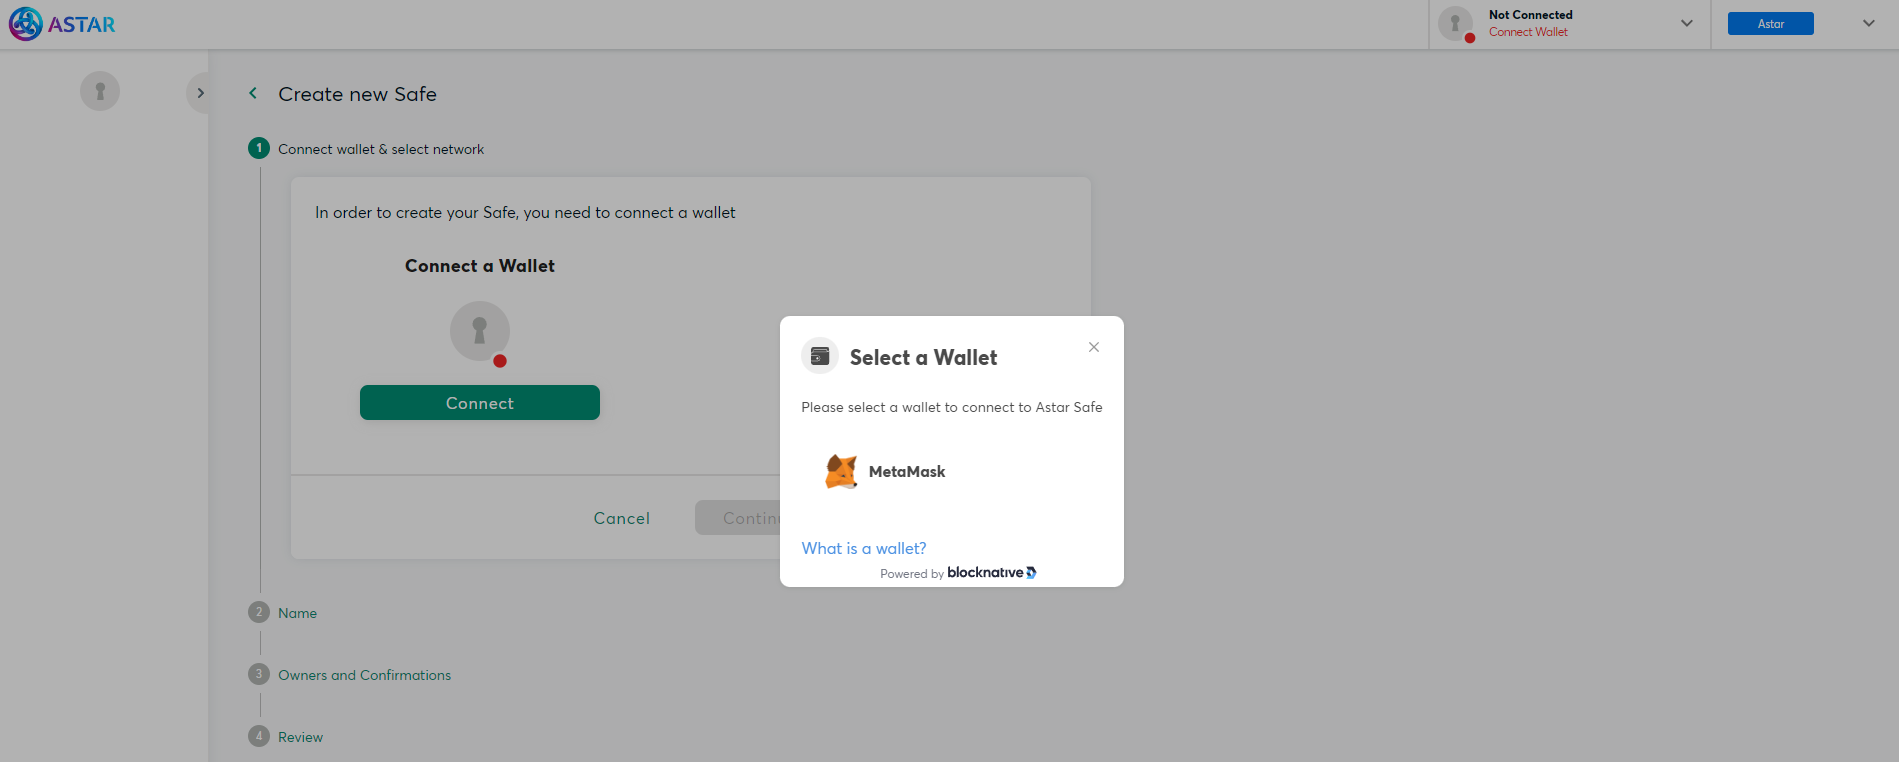 ASTAR
Not Connected
Connect Wallet
Astar
Create new Safe
1 Connect wallet & select network
In order to create your Safe, you need to connect a wallet
Connect a Wallet
Connect
Cancel
Select a Wallet
Please select a wallet to connect to Astar Safe
MetaMask
What is a wallet?
Powered by blocknative
2 Name
3 Owners and Confirmations
4 Review